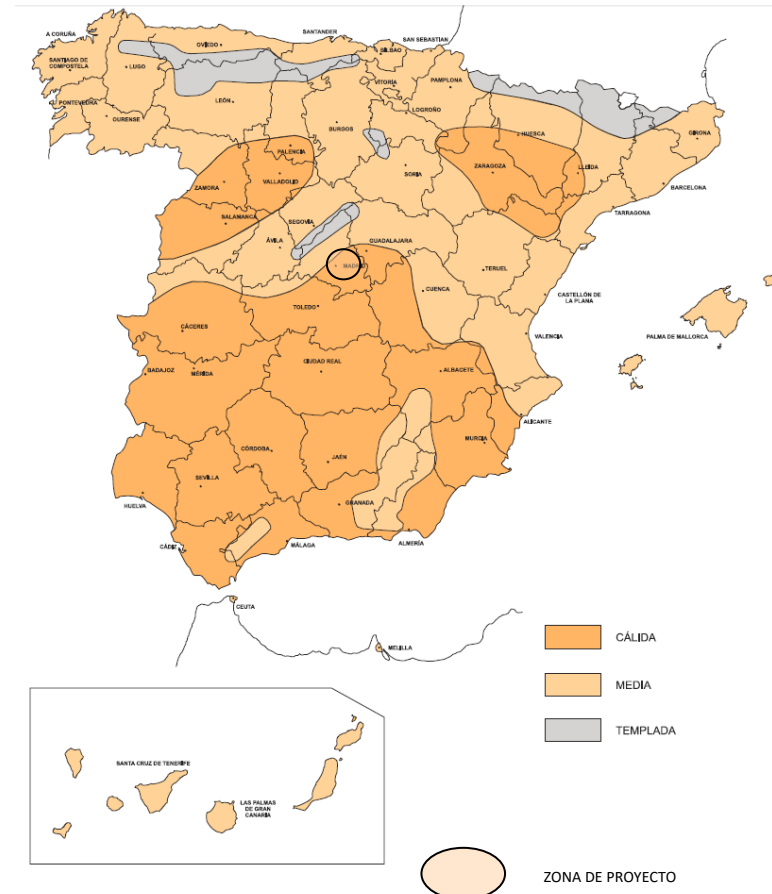 SANTANDER
A CORUÑA
OVIEDO
BILBAO
SAN SEBASTIAN
SANTIAGO DE
COMPOSTELA
LUGO
VITORÍA
PAMPLONA
PONTEVEDRA
OURENSE
LEÓN
LOGROÑO
BURGOS
HUESCA
GIRONA
PALENCIA
ZAMORA
VALLADOLID
SORIA
ZARAGOZA
LLEIDA
BARCELONA
SALAMANCA
SEGOVIA
TARRAGONA
ÁVILA
GUADALAJARA
MADRID
TERUEL
CUENCA
CASTELLÓN DE
LA PLANA
TOLEDO
CÁCERES
VALENCIA
PALMA DE MALLORCA
CIUDAD REAL
BADAJOZ
MÉRIDA
ALBACETE
ALICANTE
CÓRDOBA
JAÉN
MURCIA
SEVILLA
HUELVA
GRANADA
CÁDIZ
MÁLAGA
ALMERÍA
CEUTA
MELILLA
CÁLIDA
MEDIA
TEMPLADA
SANTA CRUZ DE TENERIFE
LAS PALMAS
DE GRAN
CANARIA
ZONA DE PROYECTO